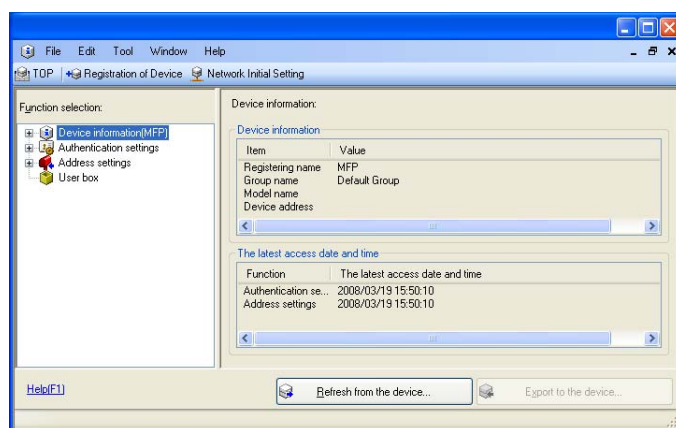 File Edit Tool Window Help
TOP Registration of Device Network Initial Setting
Function selection:
Device information(MFP)
Authentication settings
Address settings
User box
Device information:
Device information
Item Value
Registering name MFP
Group name Default Group
Model name
Device address
The latest access date and time
Function The latest access date and time
Authentication se... 2008/03/19 15:50:10
Address settings 2008/03/19 15:50:10
Help(F1)
Refresh from the device...
Export to the device...